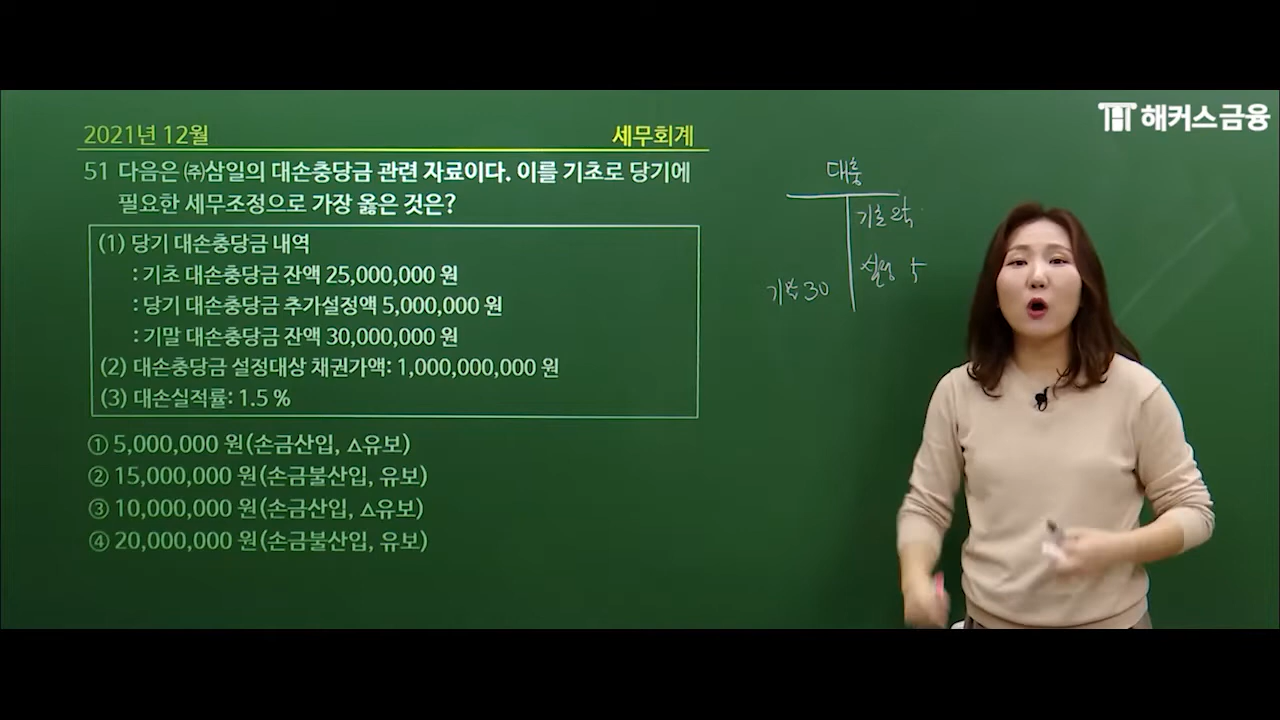 해커스금융
2021년 12월
세무회계
51 다음은 ㈜삼일의 대손충당금 관련 자료이다. 이를 기초로 당기에
필요한 세무조정으로 가장 옳은 것은?
(1) 당기 대손충당금 내역
: 기초 대손충당금 잔액 25,000,000 원
: 당기 대손충당금 추가설정액 5,000,000 원
: 기말 대손충당금 잔액 30,000,000 원
(2) 대손충당금 설정대상 채권가액: 1,000,000,000 원
(3) 대손실적률: 1.5 %
① 5,000,000 원(손금산입, △유보)
② 15,000,000 원(손금불산입, 유보)
③ 10,000,000 원(손금산입, △유보)
④ 20,000,000 원(손금불산입, 유보)
대충
기초
설정 5
기말 30